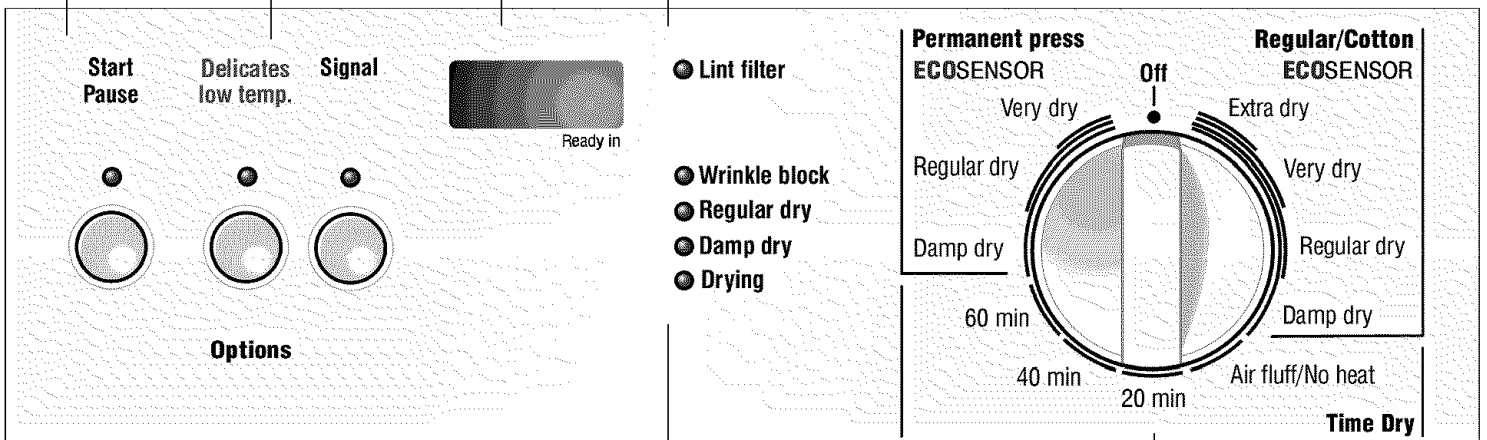 Start
Pause
Delicates
low temp.
Signal
Ready in
Options
Lint filter
Wrinkle block
Regular dry
Damp dry
Drying
Permanent press
ECOSENSOR
Regular/Cotton
ECOSENSOR
Off
Very dry
Regular dry
Damp dry
Extra dry
Very dry
Regular dry
Damp dry
60 min
40 min
20 min
Air fluff/No heat
Time Dry